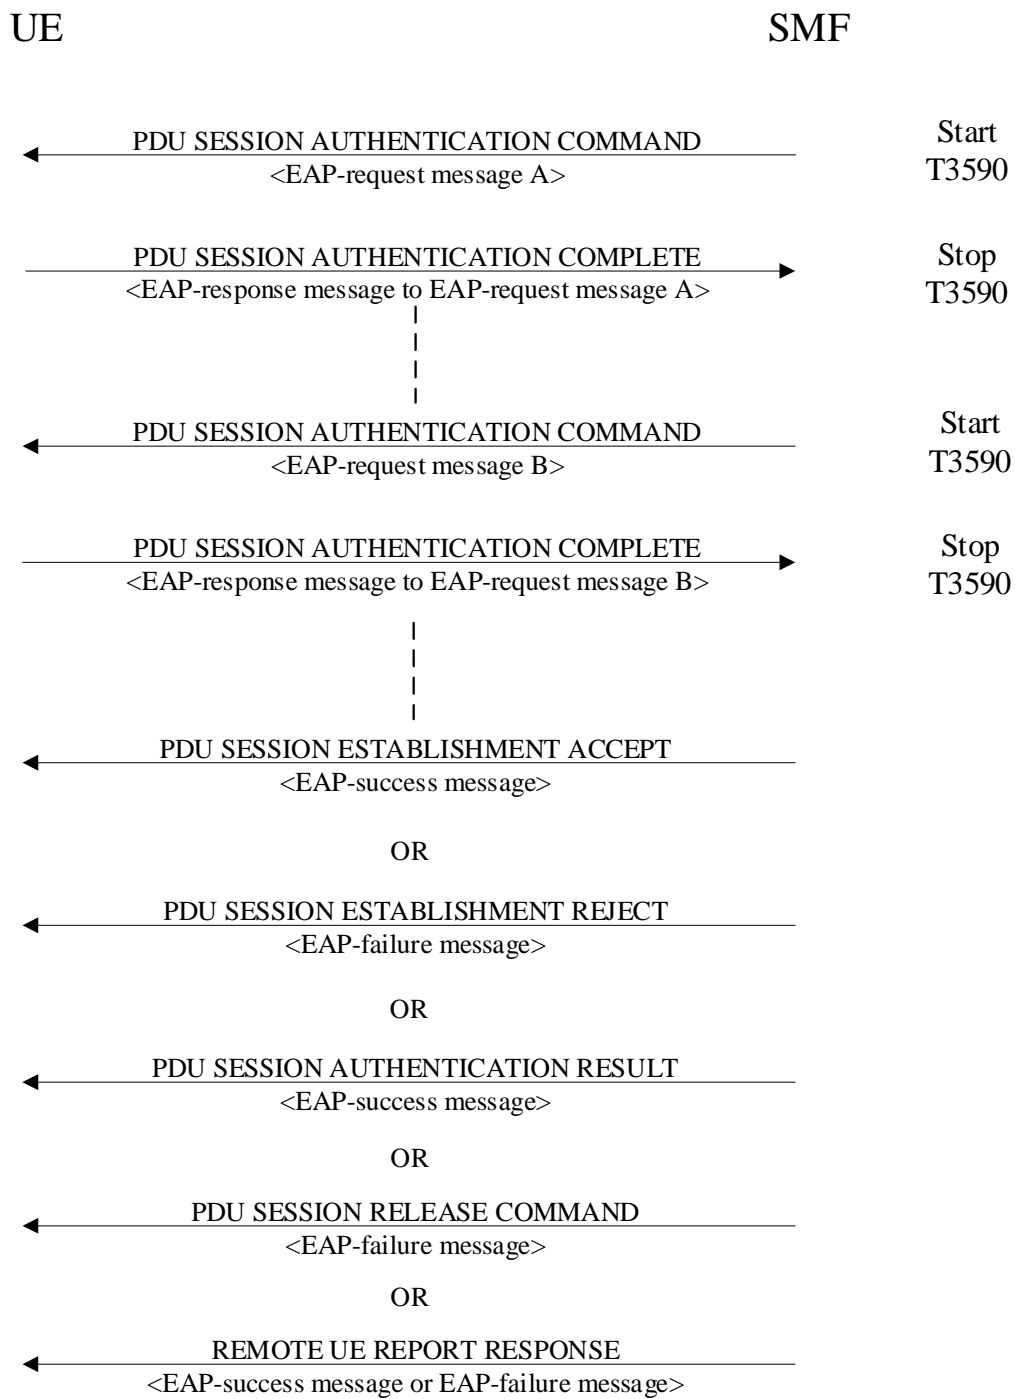 UE SMF
PDU SESSION AUTHENTICATION COMMAND
<EAP-request message A>
Start
T3590
PDU SESSION AUTHENTICATION COMPLETE
<EAP-response message to EAP-request message A>
Stop
T3590
PDU SESSION AUTHENTICATION COMMAND
<EAP-request message B>
Start
T3590
PDU SESSION AUTHENTICATION COMPLETE
<EAP-response message to EAP-request message B>
Stop
T3590
PDU SESSION ESTABLISHMENT ACCEPT
<EAP-success message>
OR
PDU SESSION ESTABLISHMENT REJECT
<EAP-failure message>
OR
PDU SESSION AUTHENTICATION RESULT
<EAP-success message>
OR
PDU SESSION RELEASE COMMAND
<EAP-failure message>
OR
REMOTE UE REPORT RESPONSE
<EAP-success message or EAP-failure message>